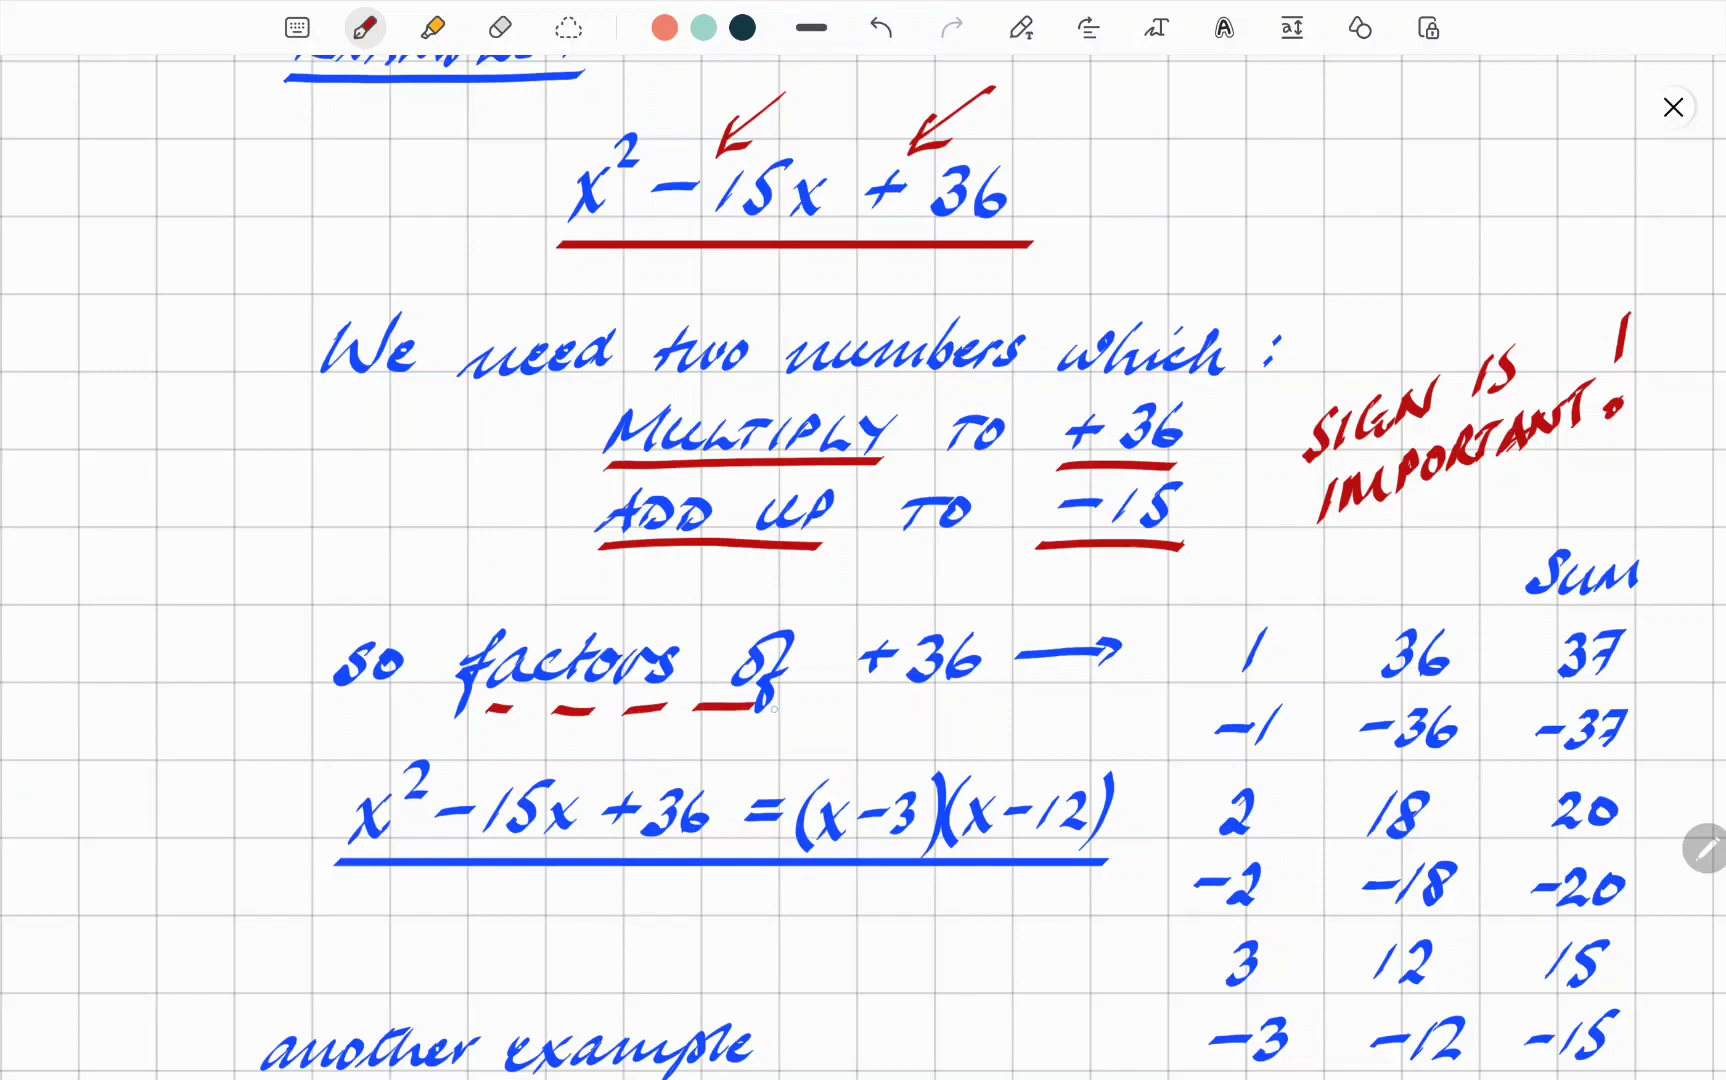 x² - 15x + 36
We need two numbers which :
MULTIPLY TO + 36
ADD UP TO - 15
SIGN IS
IMPORTANT!
Sum
so factors of +36 → 1 36 37
-1 -36 -37
x² - 15x + 36 = (x-3)(x-12) 2 18 20
-2 -18 -20
3 12 15
another example -3 -12 -15